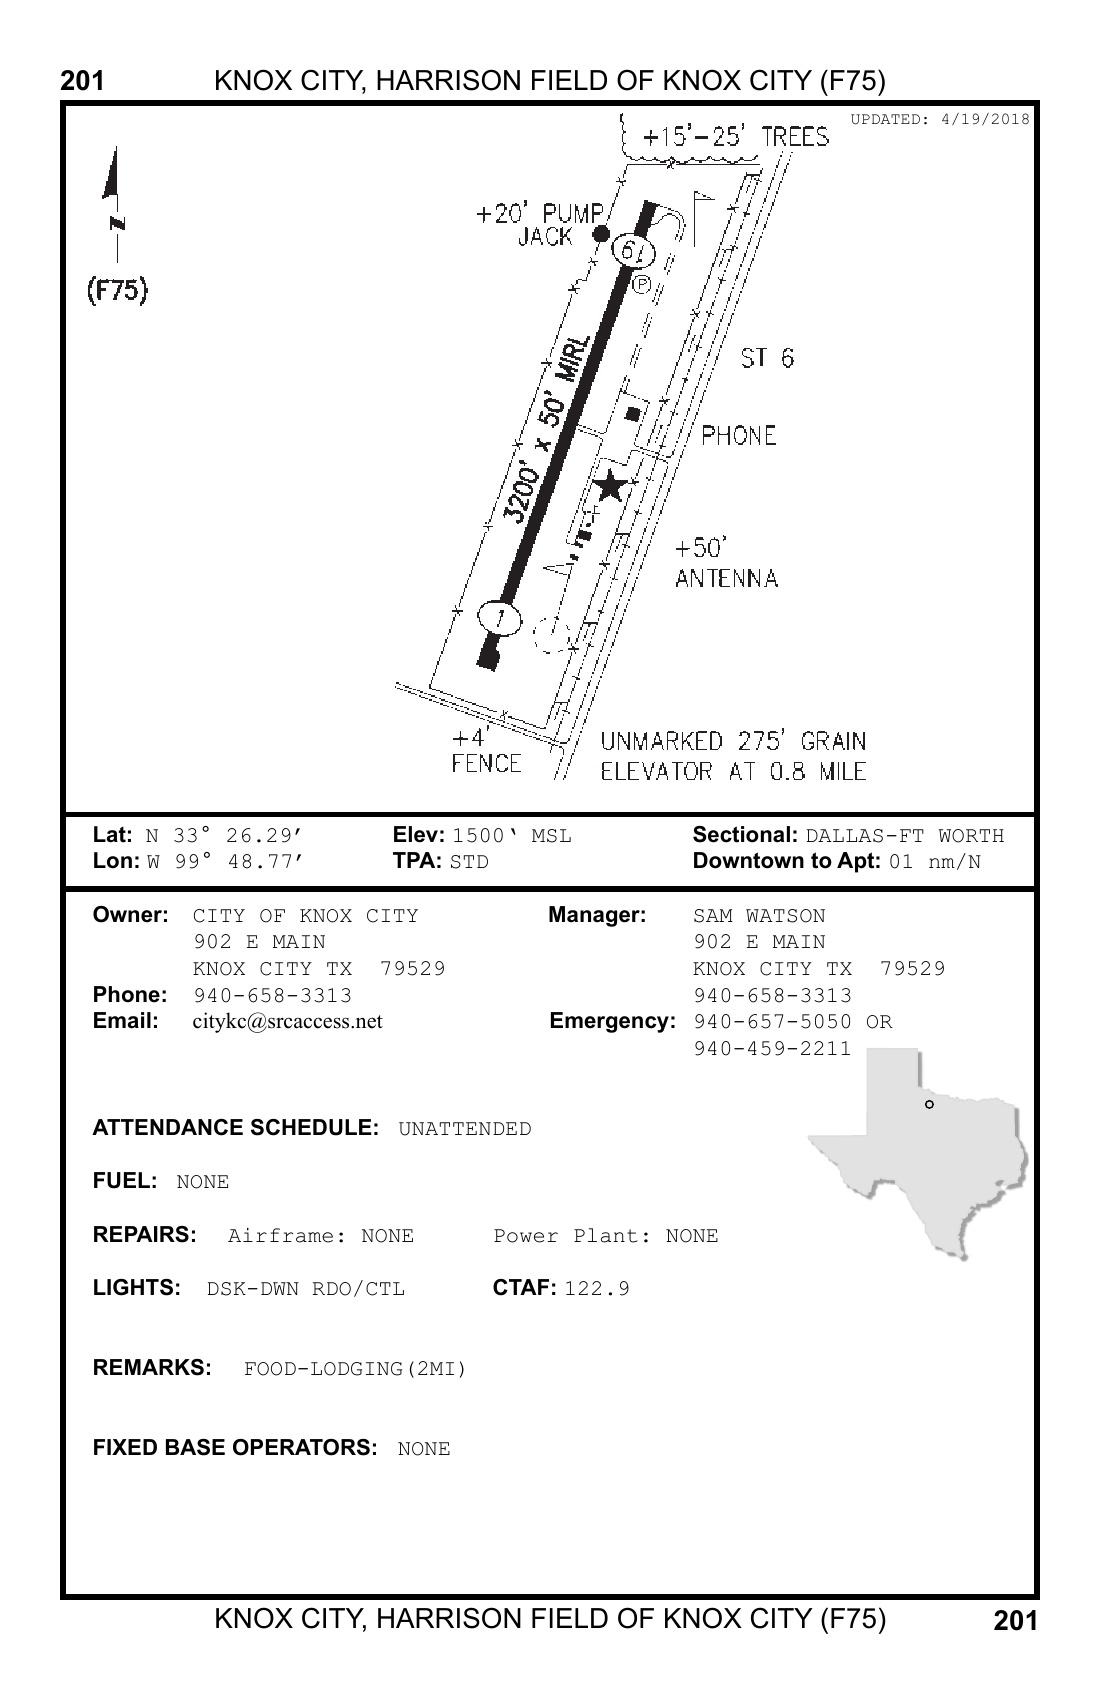 201 KNOX CITY, HARRISON FIELD OF KNOX CITY (F75)
UPDATED: 4/19/2018
+15'-25' TREES
+20' PUMP
JACK
19
P
N
(F75)
3200' x 50' MIRL
ST 6
PHONE
+50'
ANTENNA
1
+4'
FENCE
UNMARKED 275' GRAIN
ELEVATOR AT 0.8 MILE
Lat: N 33° 26.29′ Elev: 1500‛ MSL Sectional: DALLAS-FT WORTH
Lon: W 99° 48.77′ TPA: STD Downtown to Apt: 01 nm/N
Owner: CITY OF KNOX CITY Manager: SAM WATSON
902 E MAIN 902 E MAIN
KNOX CITY TX 79529 KNOX CITY TX 79529
Phone: 940-658-3313 940-658-3313
Email: citykc@srcaccess.net Emergency: 940-657-5050 OR
940-459-2211
ATTENDANCE SCHEDULE: UNATTENDED
FUEL: NONE
REPAIRS: Airframe: NONE Power Plant: NONE
LIGHTS: DSK-DWN RDO/CTL CTAF: 122.9
REMARKS: FOOD-LODGING(2MI)
FIXED BASE OPERATORS: NONE
KNOX CITY, HARRISON FIELD OF KNOX CITY (F75) 201